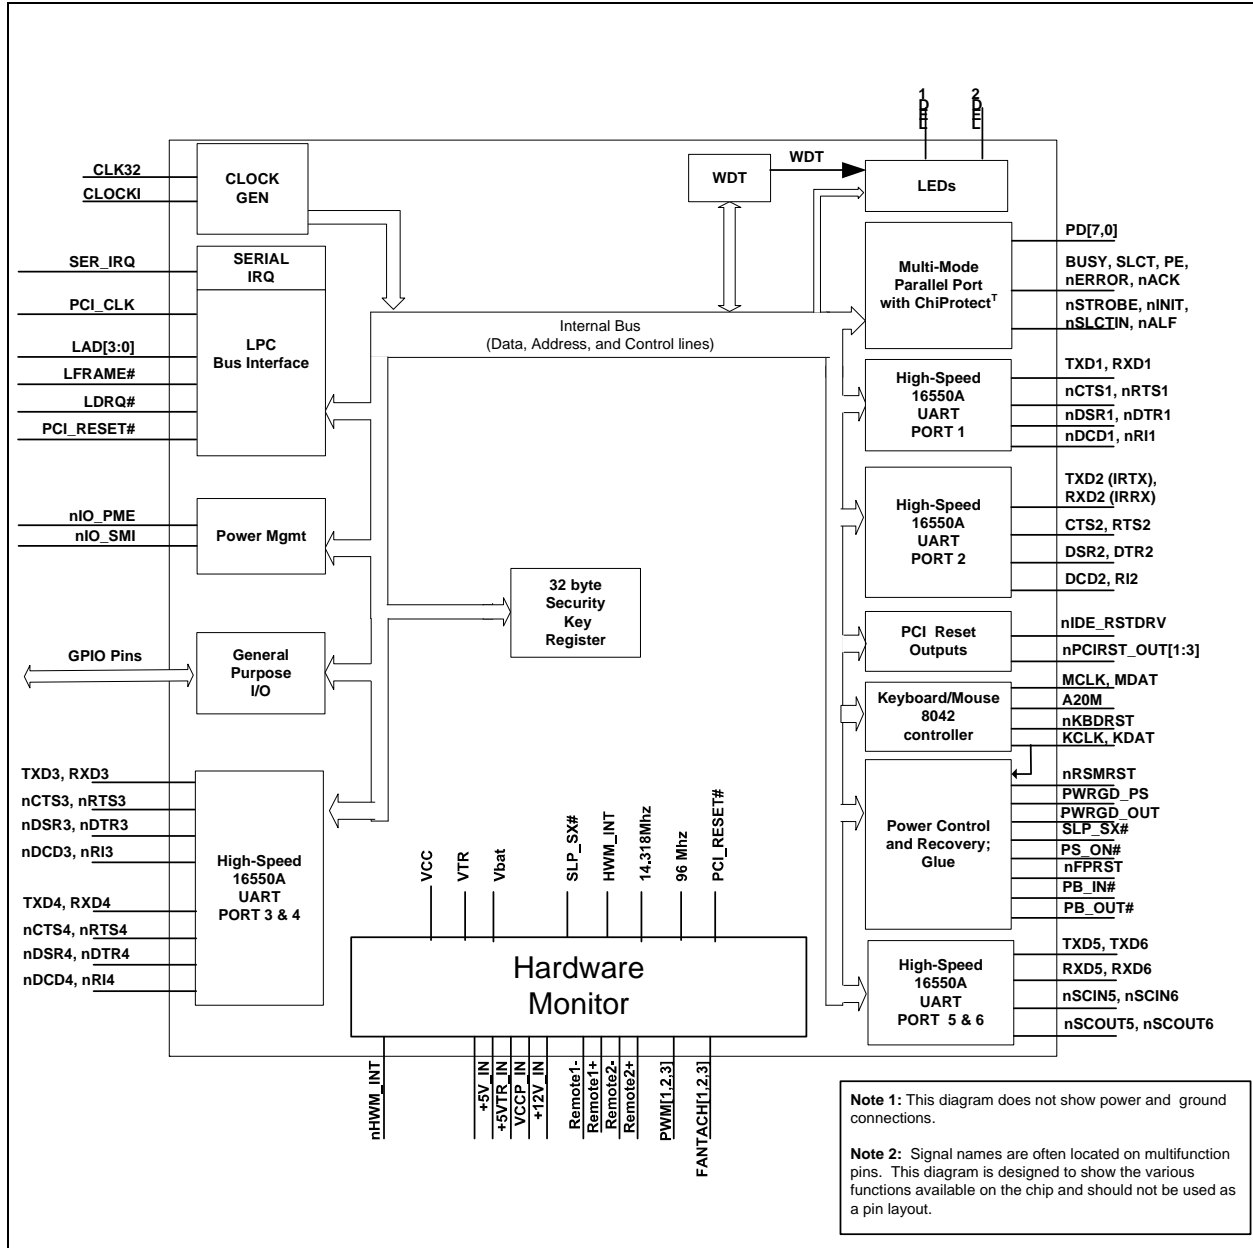 LED1
LED2
CLK32
CLOCKI
CLOCK
GEN
WDT
WDT
LEDs
SER_IRQ
SERIAL
IRQ
PCI_CLK
LAD[3:0]
LFRAME#
LDRQ#
PCI_RESET#
LPC
Bus Interface
Internal Bus
(Data, Address, and Control lines)
Multi-Mode
Parallel Port
with ChiProtectT
PD[7,0]
BUSY, SLCT, PE,
nERROR, nACK
nSTROBE, nINIT,
nSLCTIN, nALF
High-Speed
16550A
UART
PORT 1
TXD1, RXD1
nCTS1, nRTS1
nDSR1, nDTR1
nDCD1, nRI1
nIO_PME
nIO_SMI
Power Mgmt
High-Speed
16550A
UART
PORT 2
TXD2 (IRTX),
RXD2 (IRRX)
CTS2, RTS2
DSR2, DTR2
DCD2, RI2
32 byte
Security
Key
Register
GPIO Pins
General
Purpose
I/O
PCI Reset
Outputs
nIDE_RSTDRV
nPCIRST_OUT[1:3]
Keyboard/Mouse
8042
controller
MCLK, MDAT
A20M
nKBDRST
KCLK, KDAT
TXD3, RXD3
nCTS3, nRTS3
nDSR3, nDTR3
nDCD3, nRI3
TXD4, RXD4
nCTS4, nRTS4
nDSR4, nDTR4
nDCD4, nRI4
High-Speed
16550A
UART
PORT 3 & 4
Power Control
and Recovery;
Glue
nRSMRST
PWRGD_PS
PWRGD_OUT
SLP_SX#
PS_ON#
nFPRST
PB_IN#
PB_OUT#
VCC
VTR
Vbat
SLP_SX#
HWM_INT
14.318Mhz
96 Mhz
PCI_RESET#
Hardware
Monitor
High-Speed
16550A
UART
PORT 5 & 6
TXD5, TXD6
RXD5, RXD6
nSCIN5, nSCIN6
nSCOUT5, nSCOUT6
nHWM_INT
+5V_IN
+5VTR_IN
VCCP_IN
+12V_IN
Remote1-
Remote1+
Remote2-
Remote2+
PWM[1,2,3]
FANTACH[1,2,3]
Note 1: This diagram does not show power and ground
connections.
Note 2: Signal names are often located on multifunction
pins. This diagram is designed to show the various
functions available on the chip and should not be used as
a pin layout.